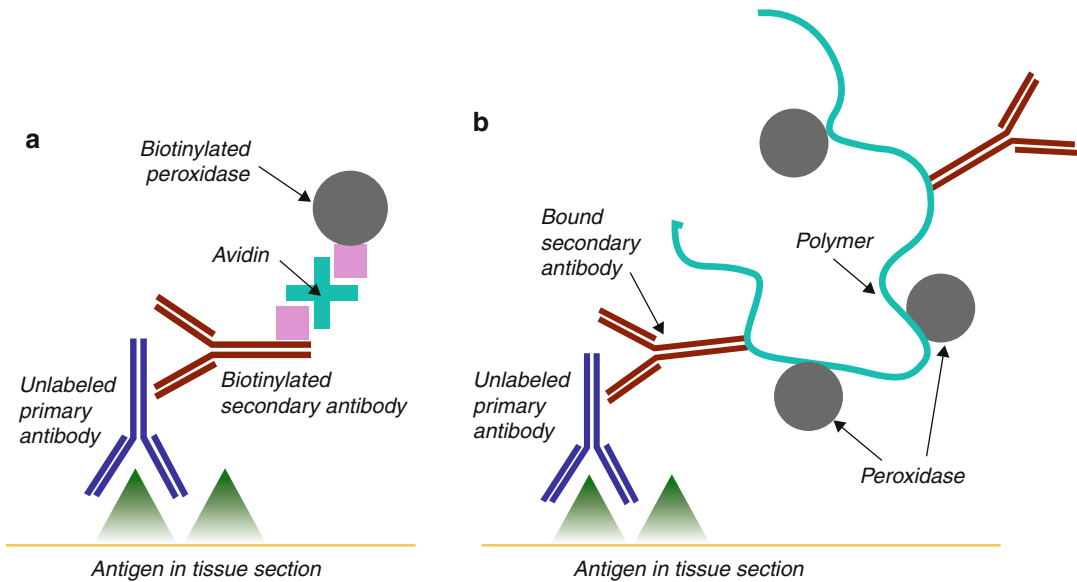 a
Biotinylated
peroxidase
Avidin
Unlabeled
primary
antibody
Biotinylated
secondary antibody
Antigen in tissue section
b
Bound
secondary
antibody
Polymer
Unlabeled
primary
antibody
Peroxidase
Antigen in tissue section